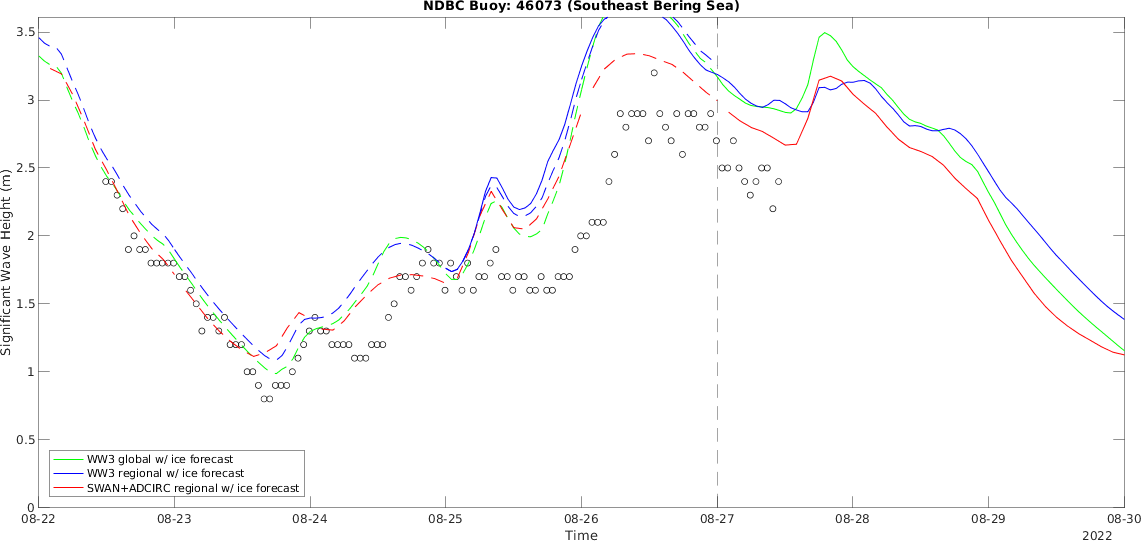 NDBC Buoy: 46073 (Southeast Bering Sea)
3.5
3
2.5
2
1.5
1
0.5
0
Significant Wave Height (m)
WW3 global w/ ice forecast
WW3 regional w/ ice forecast
SWAN+ADCIRC regional w/ ice forecast
08-22 08-23 08-24 08-25 08-26 08-27 08-28 08-29 08-30
Time
2022